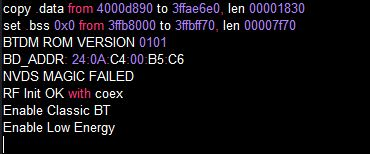 copy .data from 4000d890 to 3ffae6e0, len 00001830
set .bss 0x0 from 3ffb8000 to 3ffbff70, len 00007f70
BTDM ROM VERSION 0101
BD_ADDR: 24:0A:C4:00:B5:C6
NVDS MAGIC FAILED
RF Init OK with coex
Enable Classic BT
Enable Low Energy